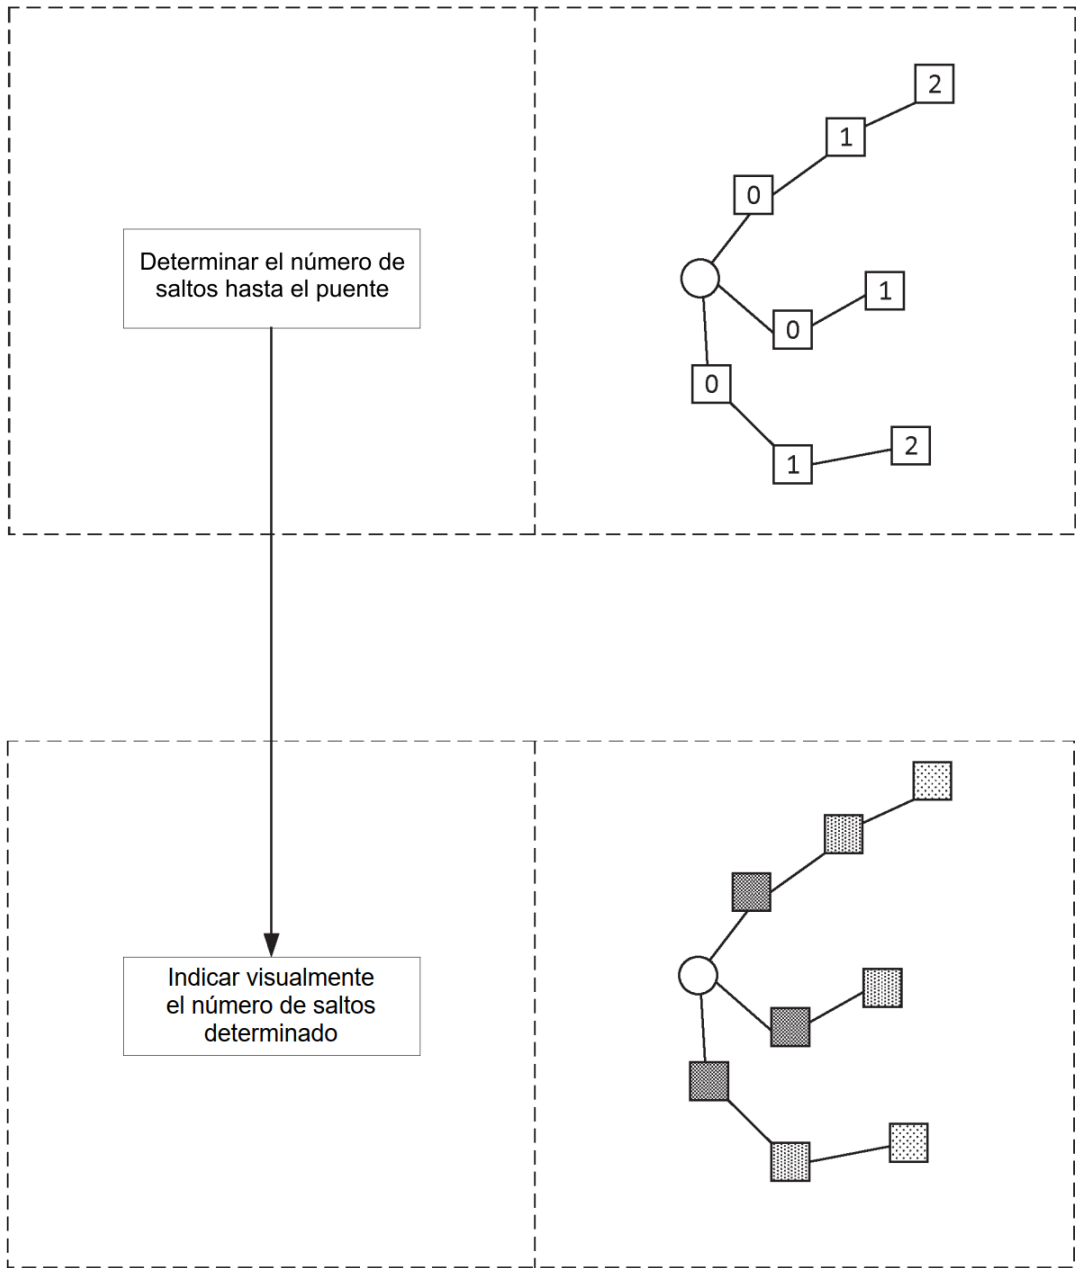 2
1
0
Determinar el número de
saltos hasta el puente
1
0
0
2
1
Indicar visualmente
el número de saltos
determinado